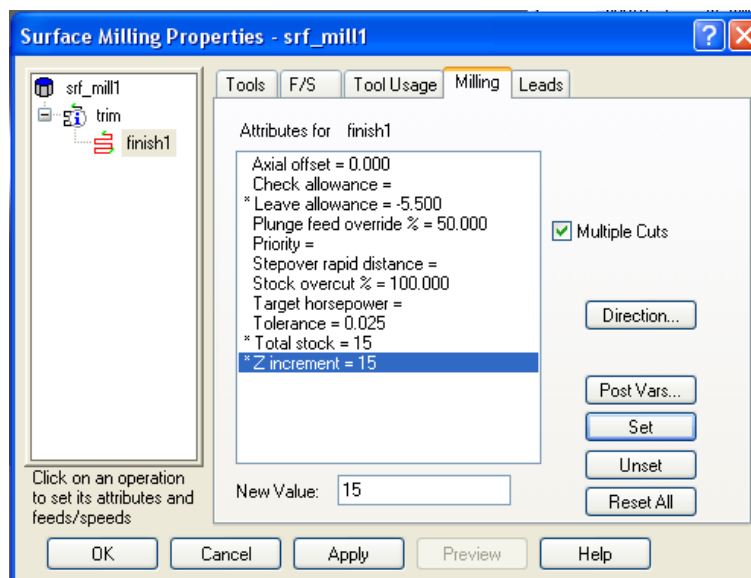 Surface Milling Properties - srf_mill1
srf_mill1
trim
finish1
Tools F/S Tool Usage Milling Leads
Attributes for finish1
Axial offset = 0.000
Check allowance =
* Leave allowance = -5.500
Plunge feed override % = 50.000
Priority =
Stepover rapid distance =
Stock overcut % = 100.000
Target horsepower =
Tolerance = 0.025
* Total stock = 15
* Z increment = 15
Multiple Cuts
Direction...
Post Vars...
Set
Unset
Reset All
New Value: 15
Click on an operation
to set its attributes and
feeds/speeds
OK Cancel Apply Preview Help